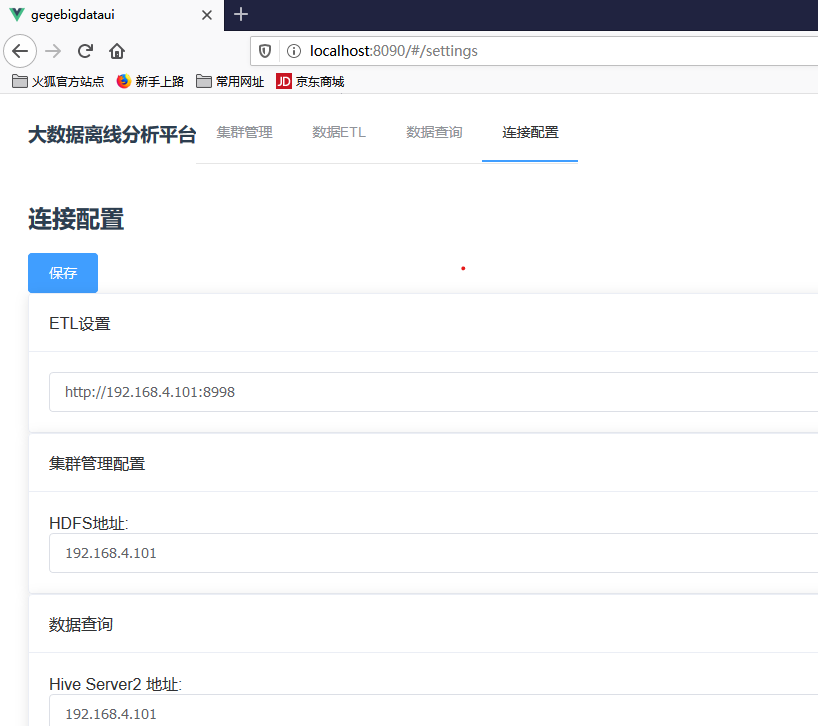 gegebigdataui
localhost:8090/#/settings
火狐官方站点 新手上路 常用网址 JD 京东商城
大数据离线分析平台 集群管理 数据ETL 数据查询 连接配置
连接配置
保存
ETL设置
http://192.168.4.101:8998
集群管理配置
HDFS地址:
192.168.4.101
数据查询
Hive Server2 地址:
192.168.4.101